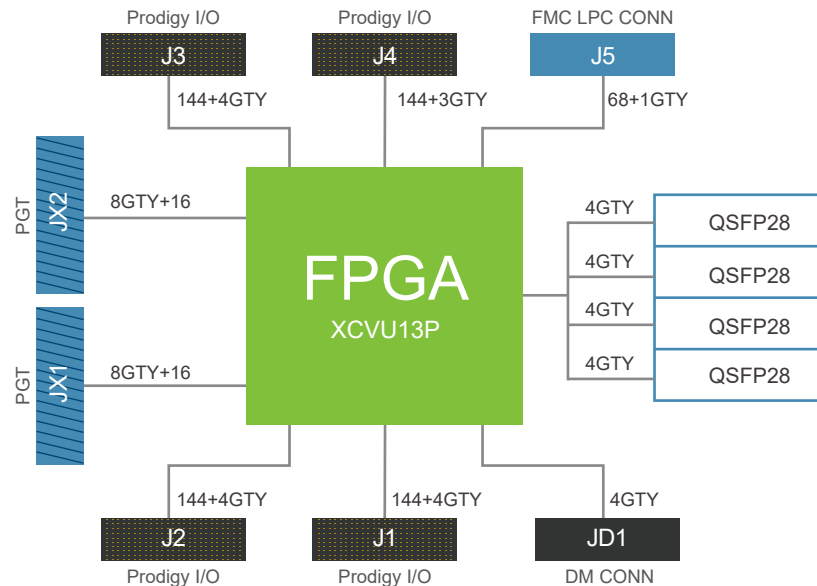 Prodigy I/O
Prodigy I/O
FMC LPC CONN
J3
J4
J5
144+4GTY
144+3GTY
68+1GTY
PGT
JX2
8GTY+16
4GTY
QSFP28
4GTY
QSFP28
FPGA
XCVU13P
4GTY
QSFP28
4GTY
QSFP28
PGT
JX1
8GTY+16
144+4GTY
144+4GTY
4GTY
J2
J1
JD1
Prodigy I/O
Prodigy I/O
DM CONN